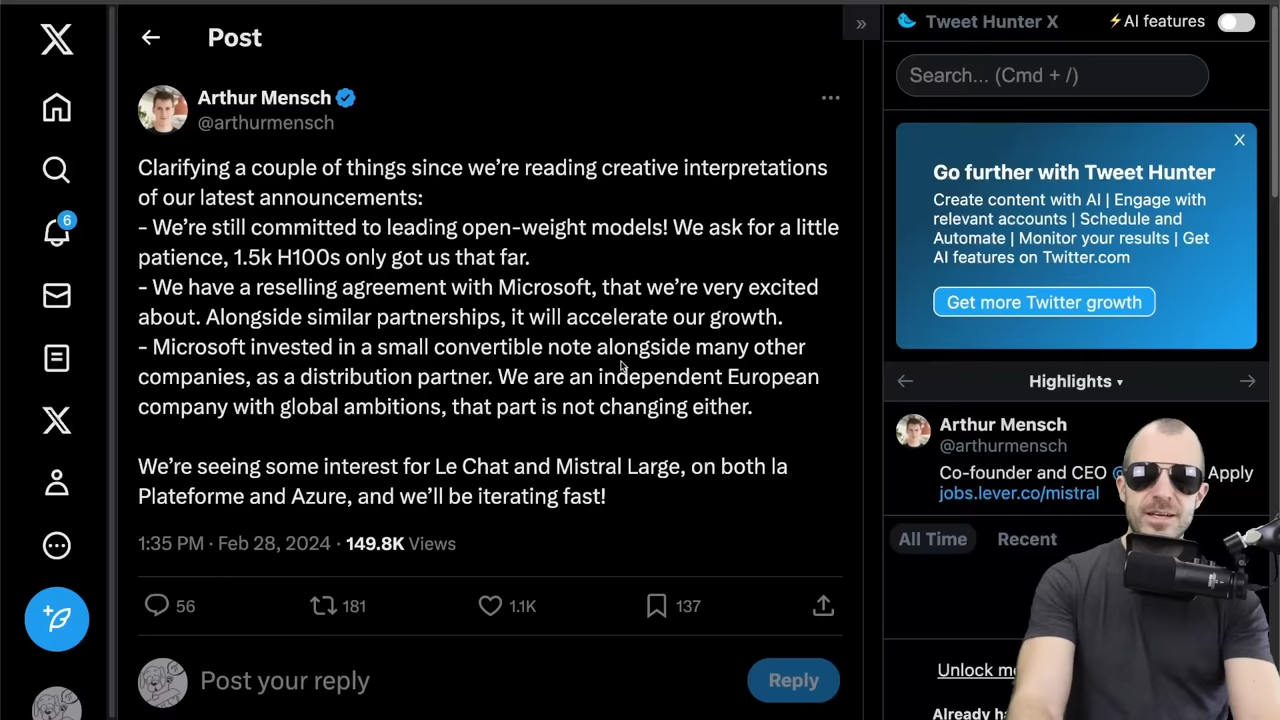 Post
Arthur Mensch
@arthurmensch
Clarifying a couple of things since we’re reading creative interpretations
of our latest announcements:
- We’re still committed to leading open-weight models! We ask for a little
patience, 1.5k H100s only got us that far.
- We have a reselling agreement with Microsoft, that we’re very excited
about. Alongside similar partnerships, it will accelerate our growth.
- Microsoft invested in a small convertible note alongside many other
companies, as a distribution partner. We are an independent European
company with global ambitions, that part is not changing either.
We’re seeing some interest for Le Chat and Mistral Large, on both la
Plateforme and Azure, and we’ll be iterating fast!
1:35 PM · Feb 28, 2024 · 149.8K Views
56 181 1.1K 137
Post your reply
Reply
6
Tweet Hunter X
⚡AI features
Search... (Cmd + /)
X
Go further with Tweet Hunter
Create content with AI | Engage with
relevant accounts | Schedule and
Automate | Monitor your results | Get
AI features on Twitter.com
Get more Twitter growth
Highlights
Arthur Mensch
@arthurmensch
Co-founder and CEO Apply
jobs.lever.co/mistral
All Time Recent
Unlock
Already